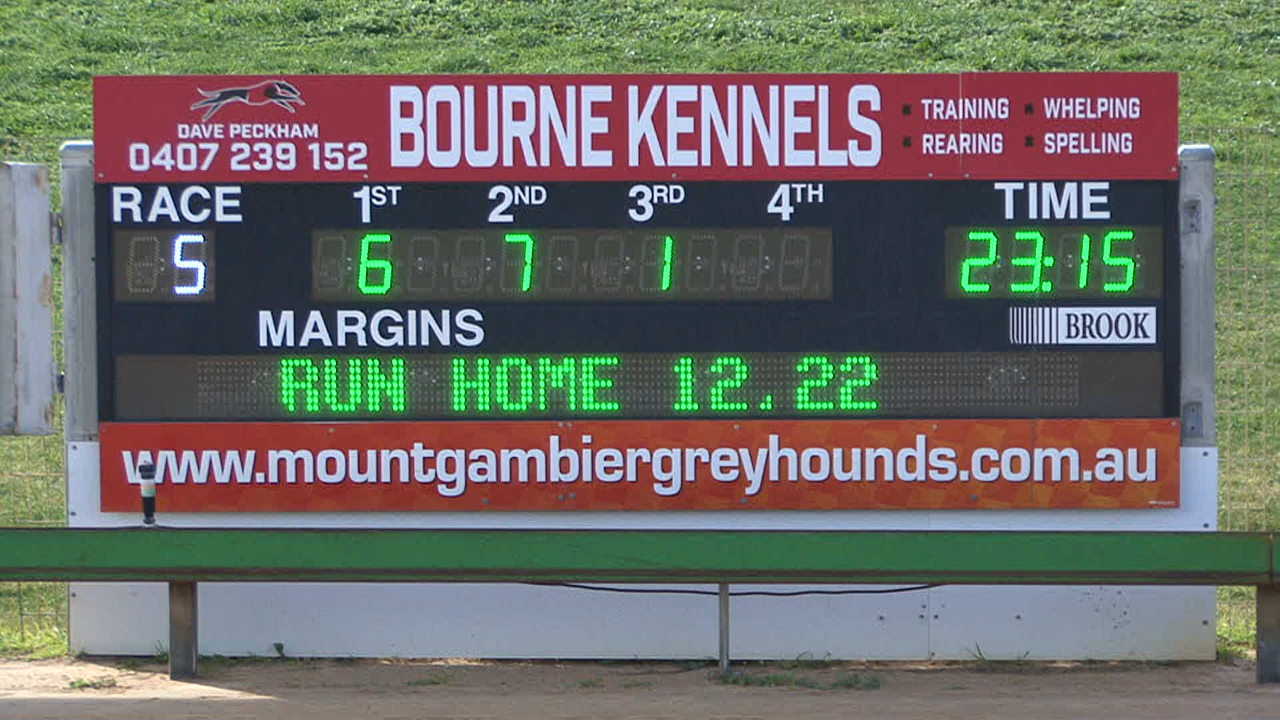 DAVE PECKHAM
0407 239 152
BOURNE KENNELS
TRAINING WHELPING
REARING SPELLING
RACE 1ST 2ND 3RD 4TH TIME
5 6 7 1 23:15
MARGINS
BROOK
RUN HOME 12.22
www.mountgambiergreyhounds.com.au